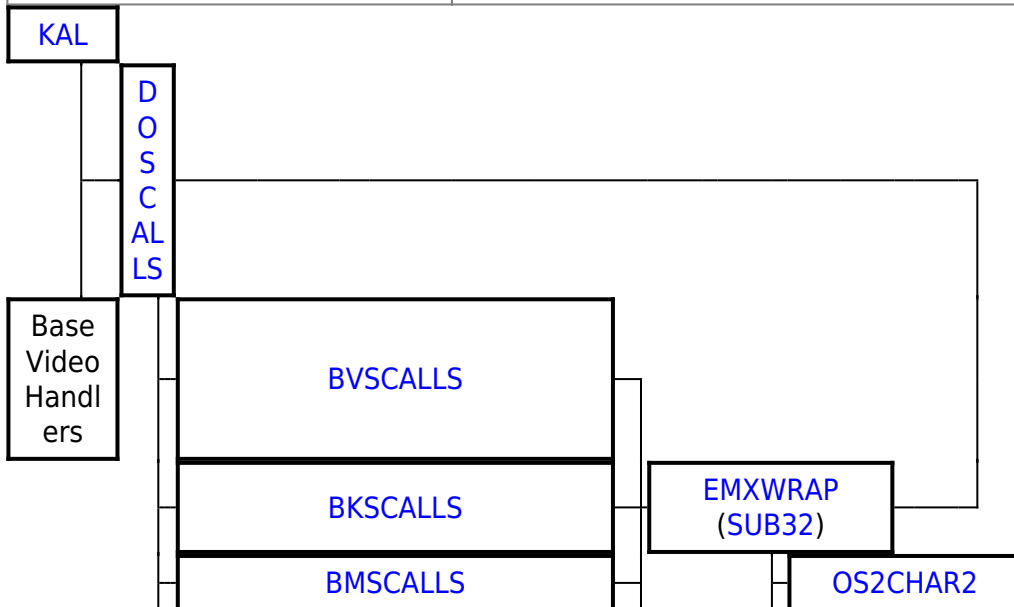 KAL
D
O
S
C
AL
LS
Base
Video
Handl
ers
BVSCALLS
BKSCALLS
EMXWRAP
(SUB32)
BMSCALLS
OS2CHAR2